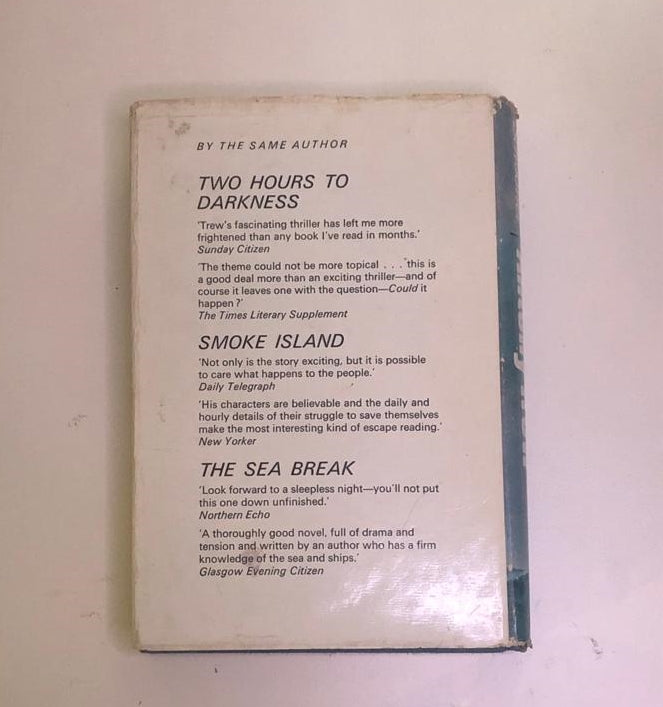 BY THE SAME AUTHOR
TWO HOURS TO
DARKNESS
‘Trew's fascinating thriller has left me more
frightened than any book I've read in months.’
Sunday Citizen
‘The theme could not be more topical . . . this is
a good deal more than an exciting thriller—and of
course it leaves one with the question—Could it
happen?’
The Times Literary Supplement
SMOKE ISLAND
‘Not only is the story exciting, but it is possible
to care what happens to the people.’
Daily Telegraph
‘His characters are believable and the daily and
hourly details of their struggle to save themselves
make the most interesting kind of escape reading.’
New Yorker
THE SEA BREAK
‘Look forward to a sleepless night—you'll not put
this one down unfinished.’
Northern Echo
‘A thoroughly good novel, full of drama and
tension and written by an author who has a firm
knowledge of the sea and ships.’
Glasgow Evening Citizen